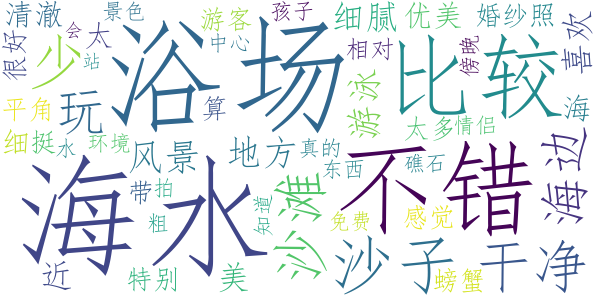 清澈
会
景色
游客
孩子
细腻
优美
婚纱照
很好
少
太
站
中心
浴场
比较
相对
傍晚
喜欢
平角
玩
算
游泳
海
细
挺
水
环境
风景
地方
真的
太多
情侣
海边
海水
带
拍
东西
礁石
不错
粗
知道
沙滩
免费
感觉
近
特别
美
沙子
干净
螃蟹